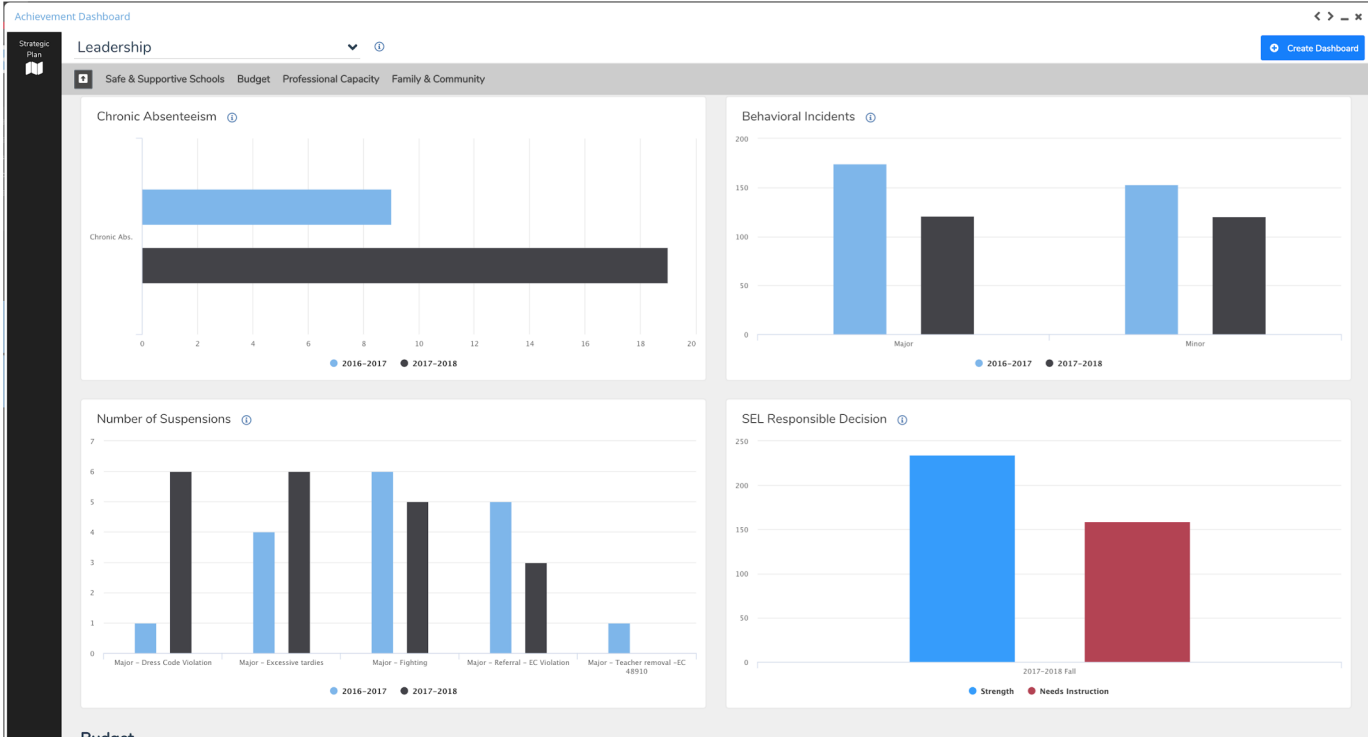 Achievement Dashboard
Strategic
Plan
Leadership
Create Dashboard
Safe & Supportive Schools Budget Professional Capacity Family & Community
Chronic Absenteeism
Chronic Abs.
0 2 4 6 8 10 12 14 16 18 20
2016-2017 2017-2018
Behavioral Incidents
200
150
100
50
0
Major Minor
2016-2017 2017-2018
Number of Suspensions
7
6
5
4
3
2
1
0
Major - Dress Code Violation Major - Excessive tardies Major - Fighting Major - Referral - EC Violation Major - Teacher removal -EC
48910
2016-2017 2017-2018
SEL Responsible Decision
250
200
150
100
50
0
2017-2018 Fall
Strength Needs Instruction
Budget